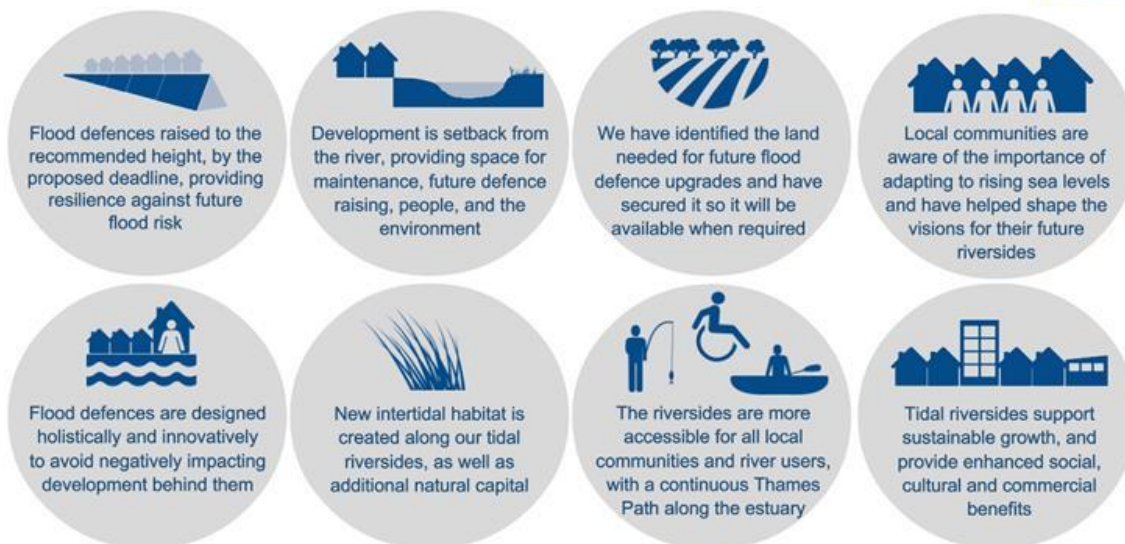 Flood defences raised to the
recommended height, by the
proposed deadline, providing
resilience against future
flood risk
Development is setback from
the river, providing space for
maintenance, future defence
raising, people, and the
environment
We have identified the land
needed for future flood
defence upgrades and have
secured it so it will be
available when required
Local communities are
aware of the importance of
adapting to rising sea levels
and have helped shape the
visions for their future
riversides
Flood defences are designed
holistically and innovatively
to avoid negatively impacting
development behind them
New intertidal habitat is
created along our tidal
riversides, as well as
additional natural capital
The riversides are more
accessible for all local
communities and river users,
with a continuous Thames
Path along the estuary
Tidal riversides support
sustainable growth, and
provide enhanced social,
cultural and commercial
benefits